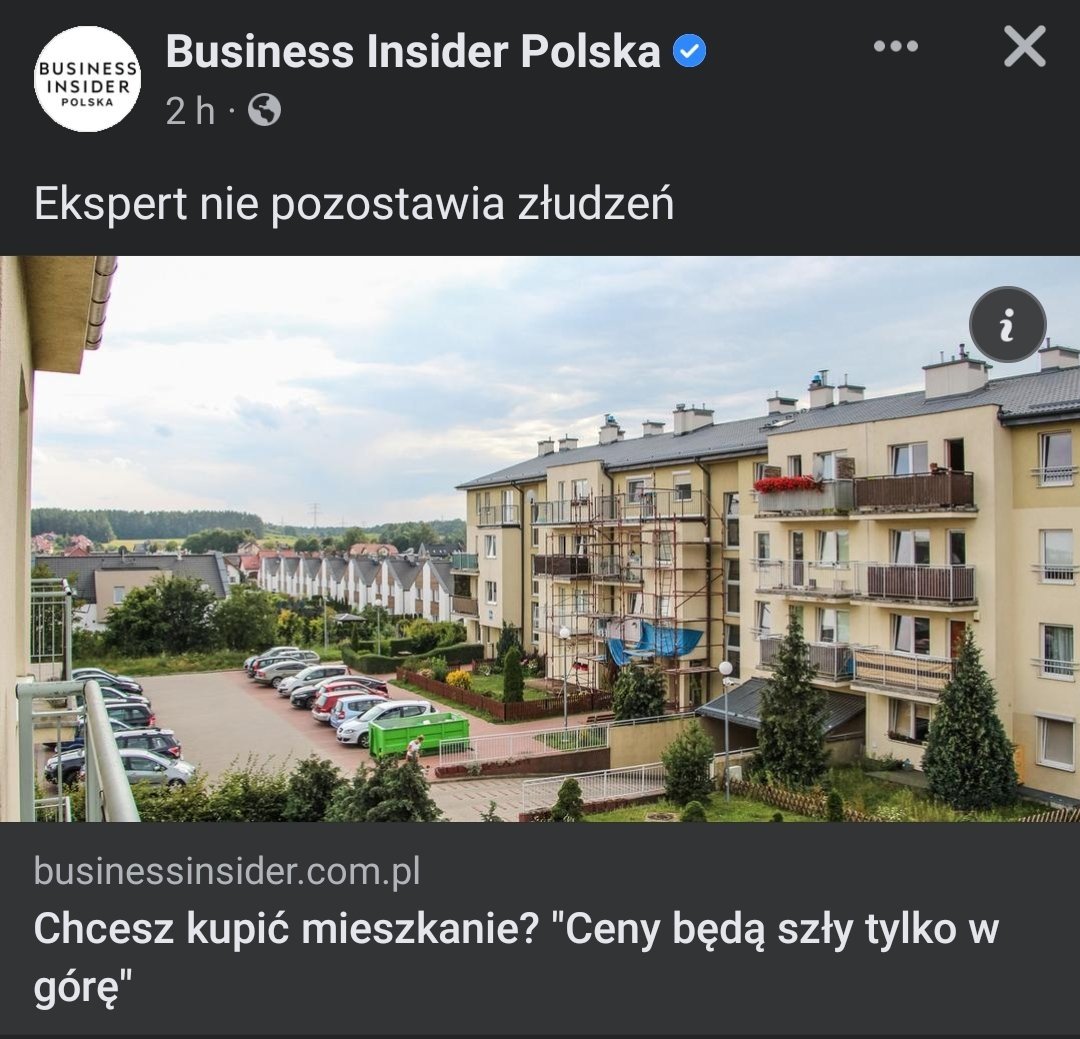 BUSINESS
INSIDER
POLSKA
Business Insider Polska
2 h ·
Ekspert nie pozostawia złudzeń
i
businessinsider.com.pl
Chcesz kupić mieszkanie? "Ceny będą szły tylko w
górę"